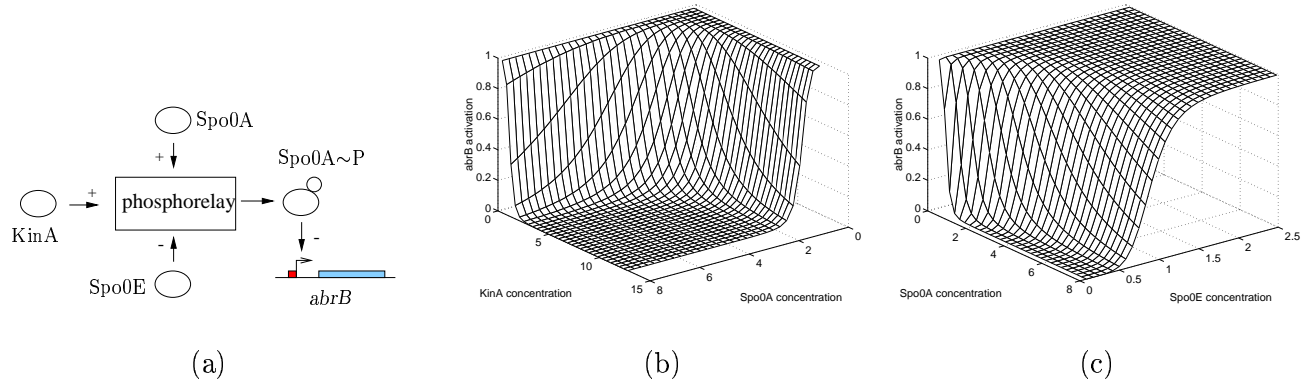 Spo0A
+
Spo0A~P
+
phosphorelay
KinA
-
-
Spo0E
abrB
(a)
1
0.8
0.6
0.4
0.2
0
abrB activation
0
5
10
15
KinA concentration
8
6
4
2
0
Spo0A concentration
(b)
1
0.8
0.6
0.4
0.2
0
abrB activation
0
2
4
6
8
Spo0A concentration
0
0.5
1
1.5
2
2.5
Spo0E concentration
(c)